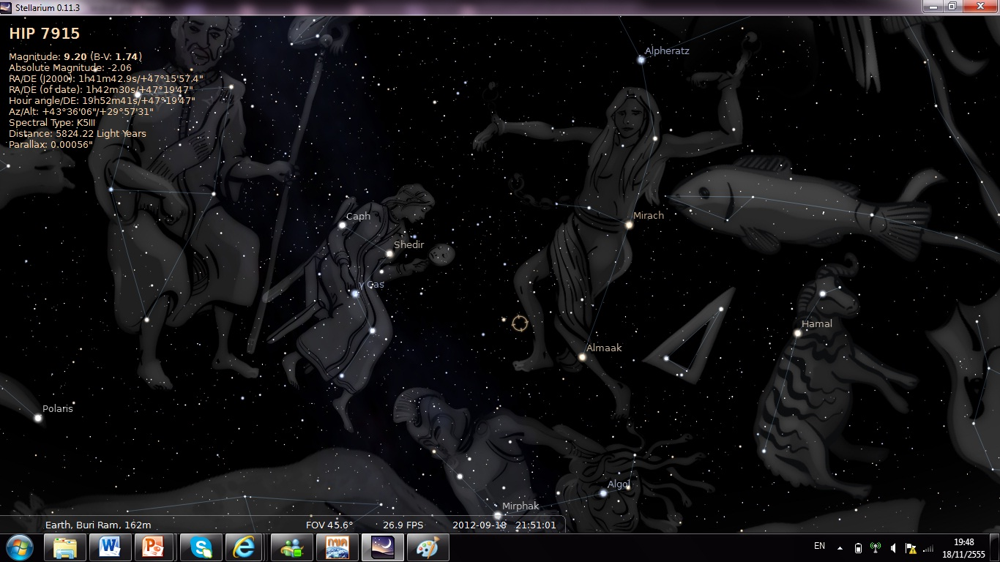 Stellarium 0.11.3
HIP 7915
Magnitude: 9.20 (B-V: 1.74)
Absolute Magnitude: -2.06
RA/DE (J2000): 1h41m42.9s/+47°15'57.4"
RA/DE (of date): 1h42m30s/+47°19'47"
Hour angle/DE: 19h52m41s/+47°19'47"
Az/Alt: +43°36'06"/+29°57'31"
Spectral Type: K5III
Distance: 5824.22 Light Years
Parallax: 0.00056"
Alpheratz
Caph
Mirach
Shedir
γ Cas
Hamal
Almaak
Polaris
Algol
Mirphak
Earth, Buri Ram, 162m FOV 45.6° 26.9 FPS 2012-09-18 21:51:01
EN 19:48
18/11/2555